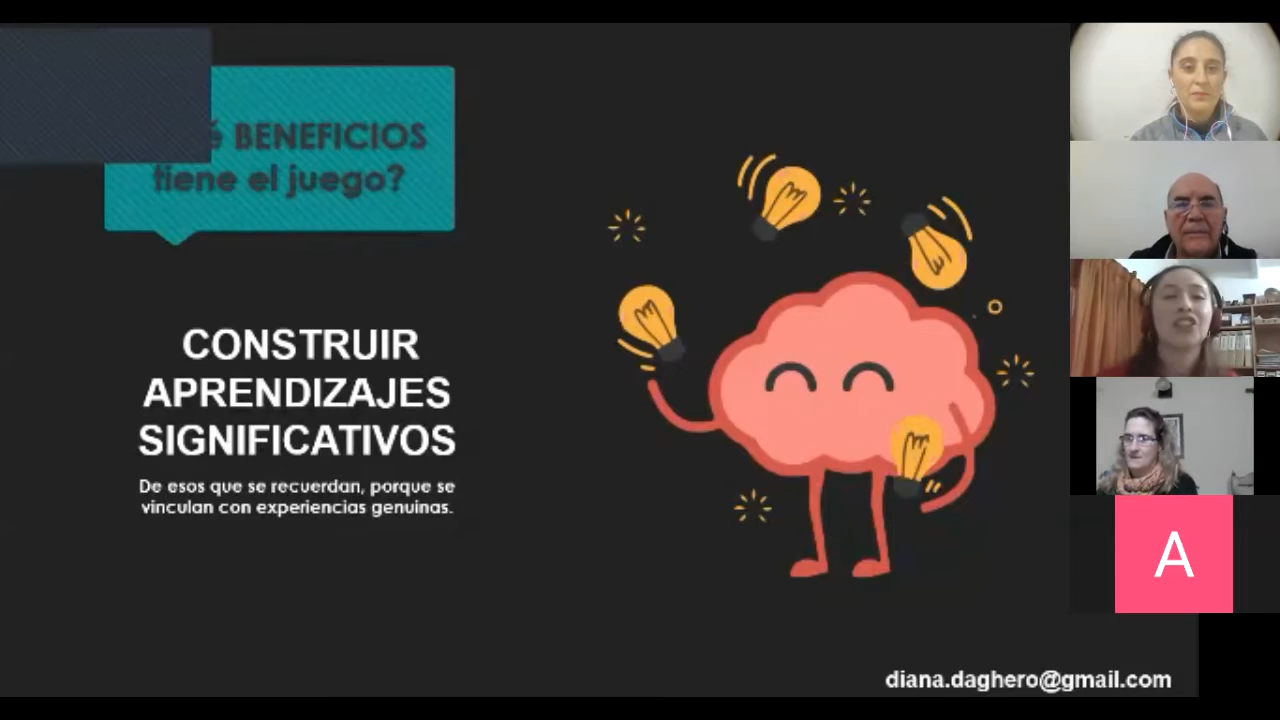 é BENEFICIOS
tiene el juego?
CONSTRUIR
APRENDIZAJES
SIGNIFICATIVOS
De esos que se recuerdan, porque se
vinculan con experiencias genuinas.
A
diana.daghero@gmail.com